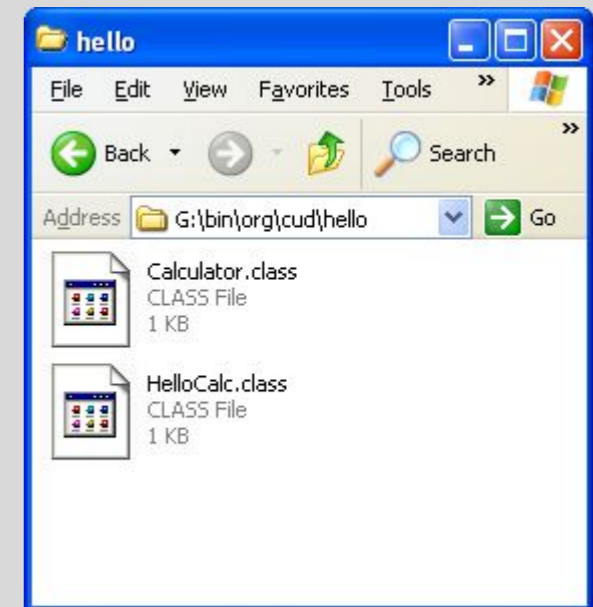 hello
File Edit View Favorites Tools »
Back Search »
Address G:\bin\org\cud\hello Go
Calculator.class
CLASS File
1 KB
HelloCalc.class
CLASS File
1 KB